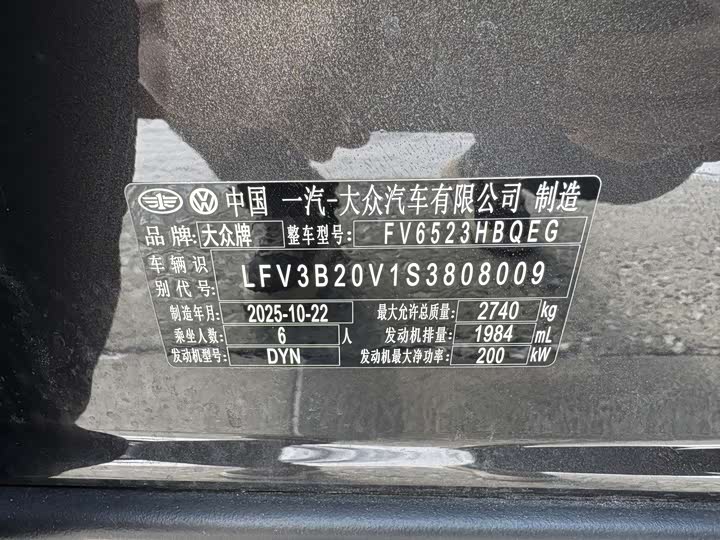 中国 一汽-大众汽车有限公司 制造
品牌: 大众牌 整车型号: FV6523HBQEG
车辆识别代号: LFV3B20V1S3808009
制造年月: 2025-10-22 最大允许总质量: 2740 kg
乘坐人数: 6 人 发动机排量: 1984 mL
发动机型号: DYN 发动机最大净功率: 200 kW